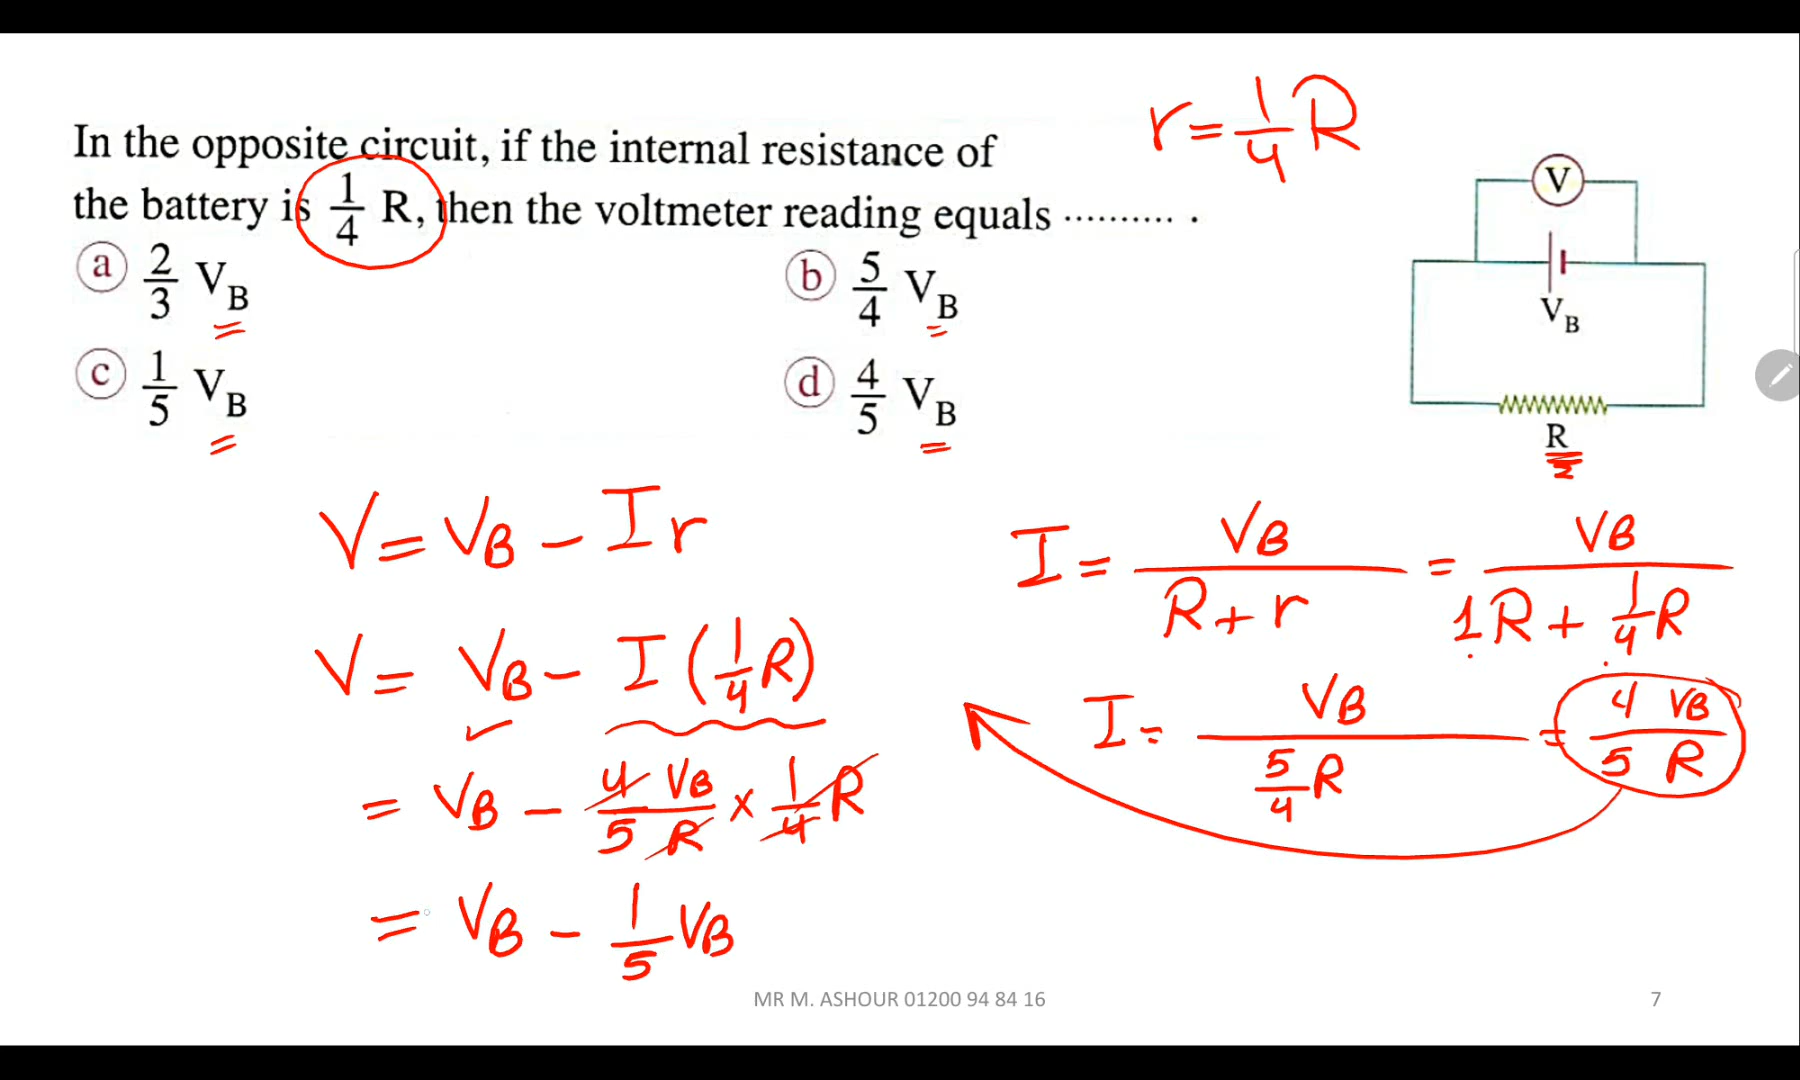 r = 1/4 R
In the opposite circuit, if the internal resistance of
the battery is 1/4 R, then the voltmeter reading equals .......... .
a 2/3 V_B
b 5/4 V_B
c 1/5 V_B
d 4/5 V_B
V
V_B
R
V = V_B - Ir
V = V_B - I (1/4 R)
= V_B - 4 V_B / 5 R × 1/4 R
= V_B - 1/5 V_B
I = V_B / R + r = V_B / 1R + 1/4 R
I = V_B / 5/4 R = 4 V_B / 5 R
MR M. ASHOUR 01200 94 84 16
7